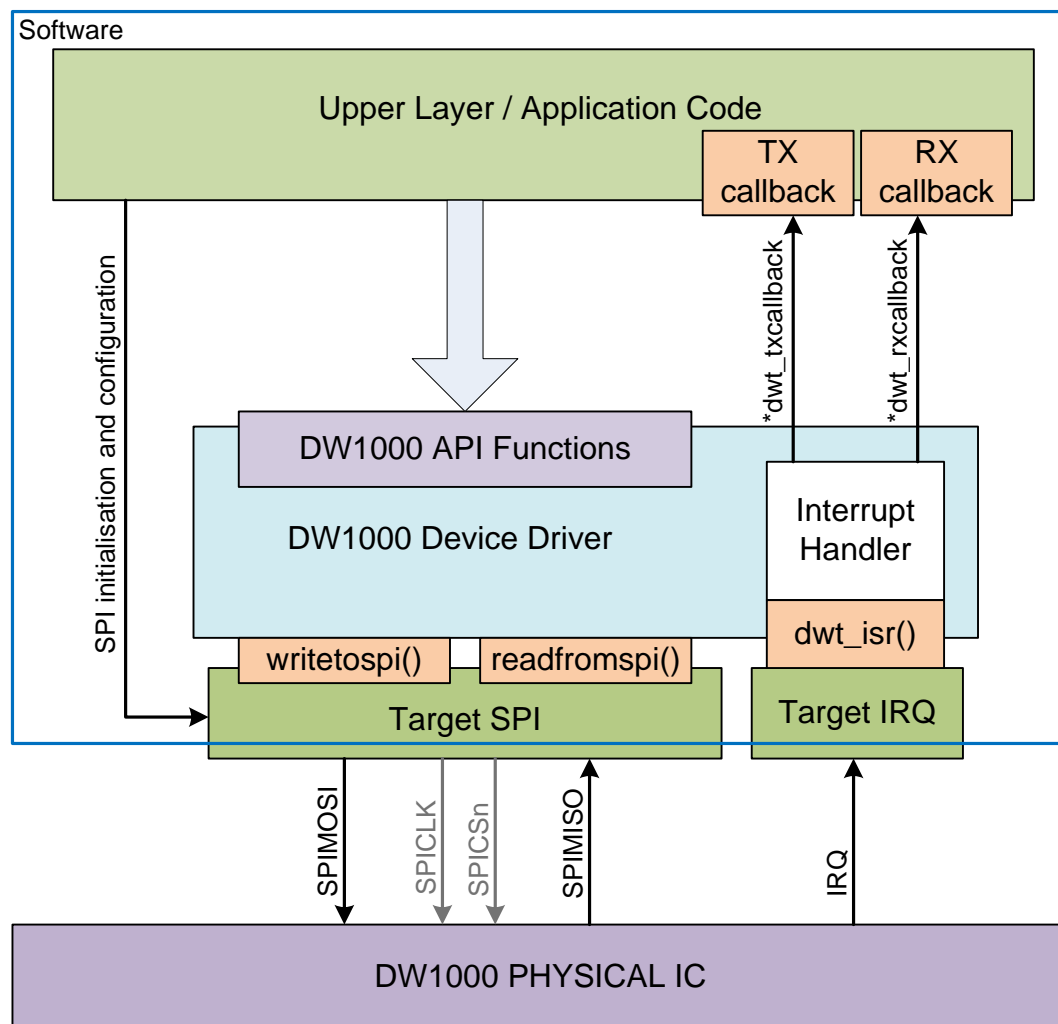 Software
Upper Layer / Application Code
TX
callback
RX
callback
SPI initialisation and configuration
*dwt_txcallback
*dwt_rxcallback
DW1000 API Functions
DW1000 Device Driver
Interrupt
Handler
writetospi()
readfromspi()
dwt_isr()
Target SPI
Target IRQ
SPIMOSI
SPICLK
SPICSn
SPIMISO
IRQ
DW1000 PHYSICAL IC